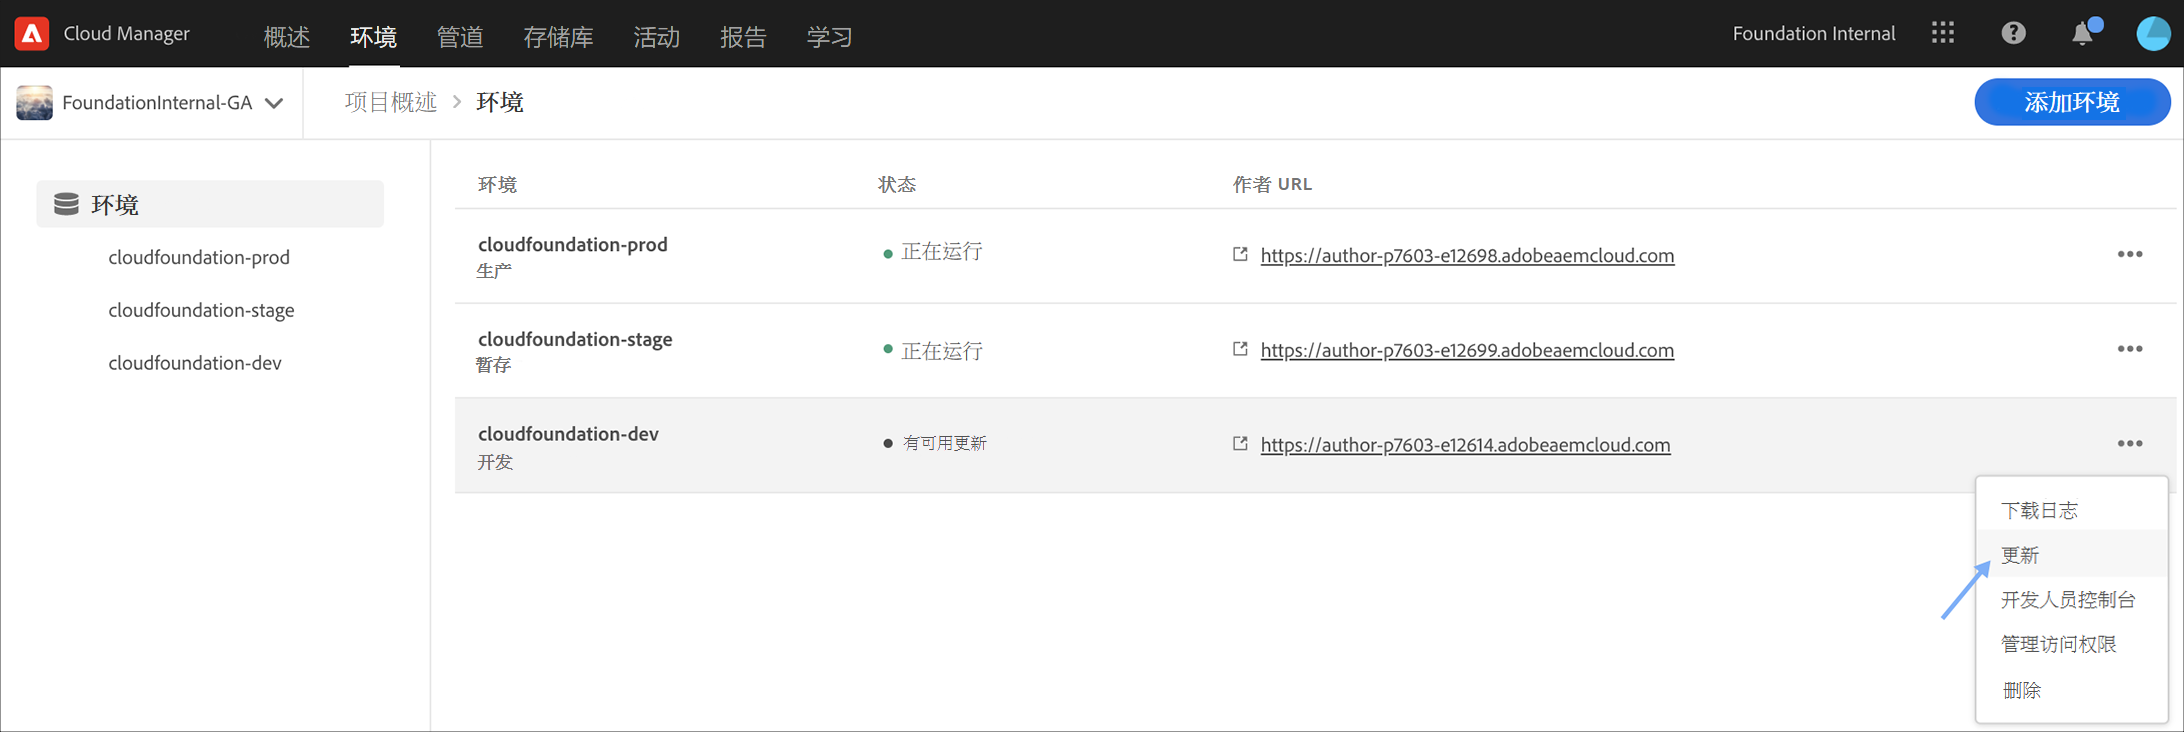 Cloud Manager 概述 环境 管道 存储库 活动 报告 学习 Foundation Internal
FoundationInternal-GA 项目概述 > 环境 添加环境
环境
cloudfoundation-prod
cloudfoundation-stage
cloudfoundation-dev
环境 状态 作者 URL
cloudfoundation-prod
生产
正在运行
https://author-p7603-e12698.adobeaemcloud.com
cloudfoundation-stage
暂存
正在运行
https://author-p7603-e12699.adobeaemcloud.com
cloudfoundation-dev
开发
有可用更新
https://author-p7603-e12614.adobeaemcloud.com
下载日志
更新
开发人员控制台
管理访问权限
删除